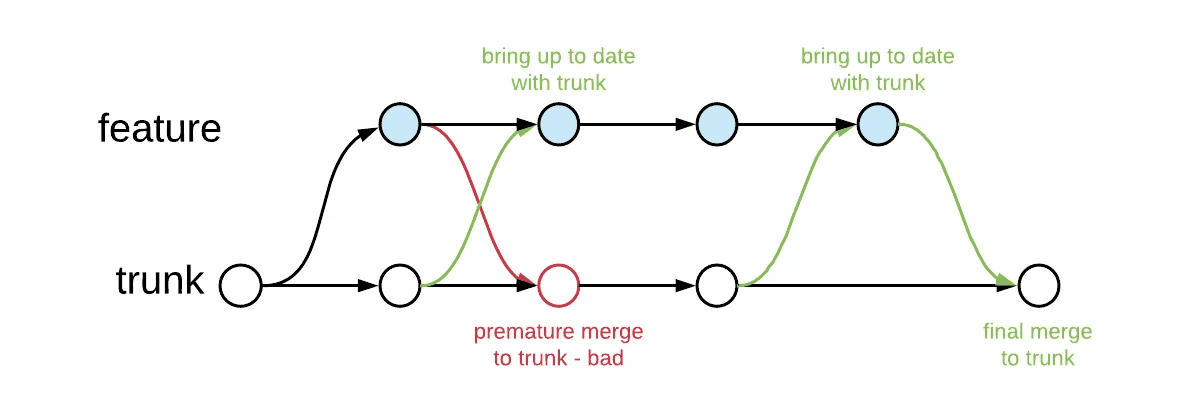 bring up to date
with trunk
bring up to date
with trunk
feature
trunk
premature merge
to trunk - bad
final merge
to trunk